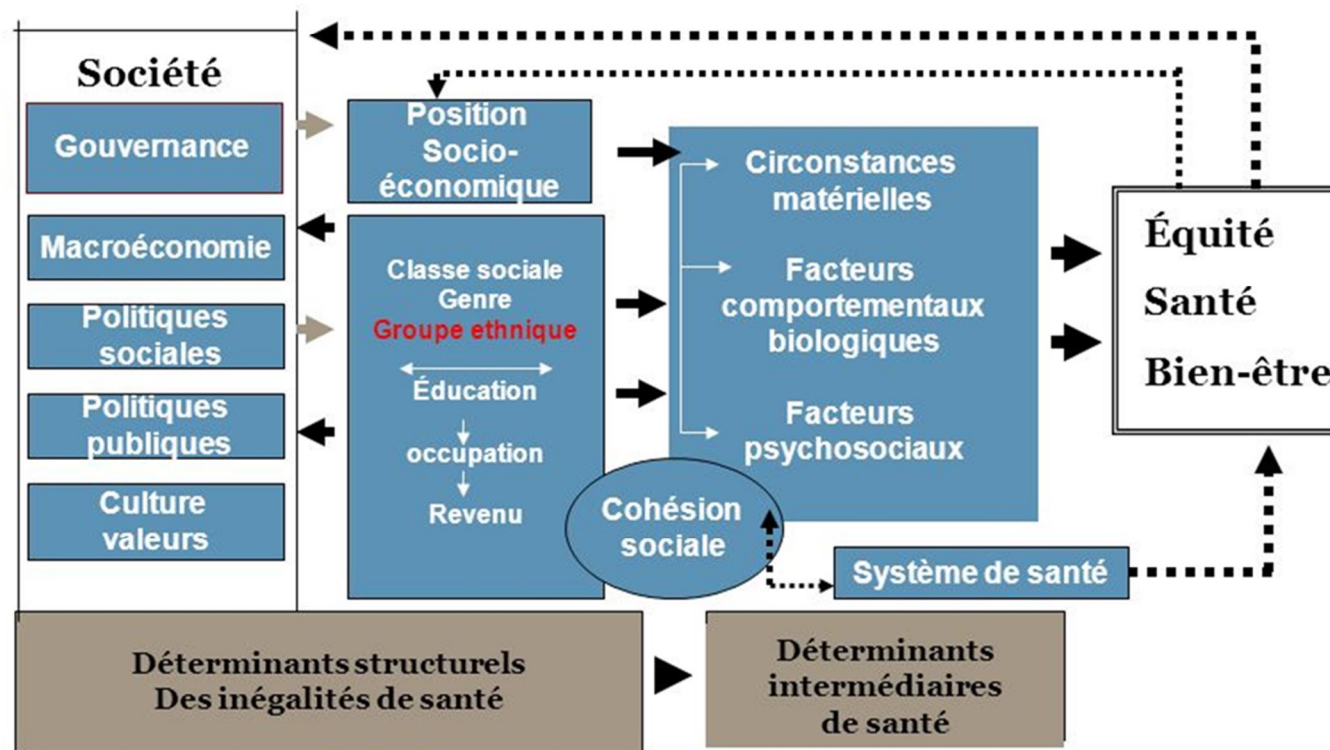 Société
Gouvernance
Macroéconomie
Politiques
sociales
Politiques
publiques
Culture
valeurs
Position
Socio-
économique
Classe sociale
Genre
Groupe ethnique
Éducation
occupation
Revenu
Circonstances
matérielles
Facteurs
comportementaux
biologiques
Facteurs
psychosociaux
Cohésion
sociale
Système de santé
Équité
Santé
Bien-être
Déterminants structurels
Des inégalités de santé
Déterminants
intermédiaires
de santé